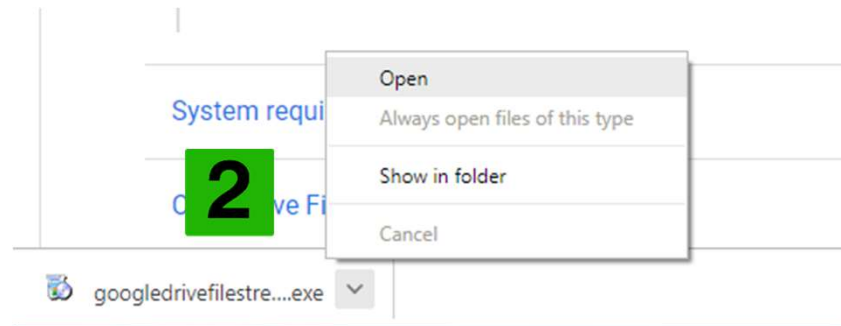 Open
System requi
Always open files of this type
Show in folder
2
ve Fi
Cancel
googledrivefilestre....exe